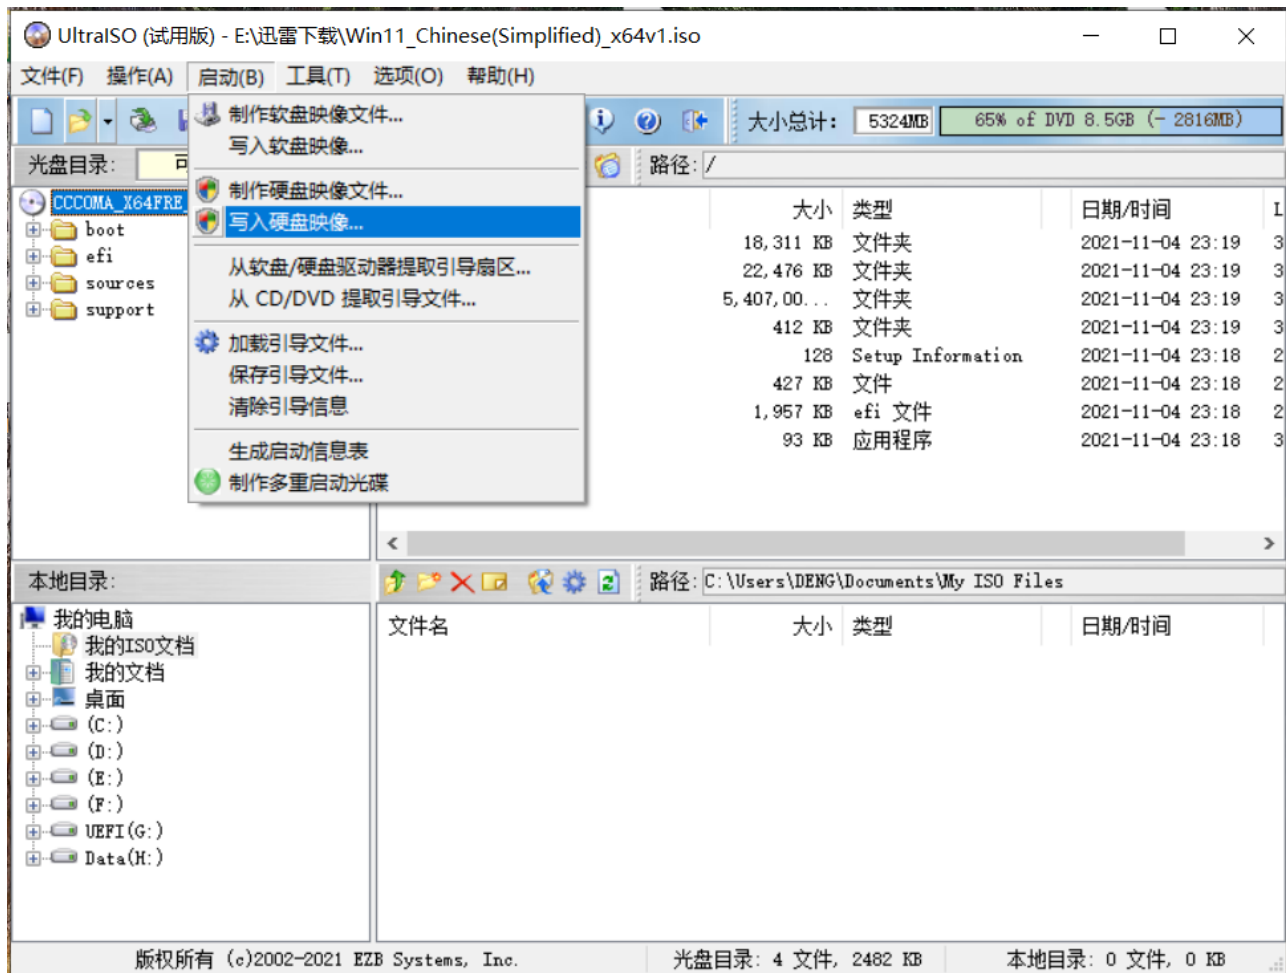 UltraISO (试用版) - E:\迅雷下载\Win11_Chinese(Simplified)_x64v1.iso
文件(F) 操作(A) 启动(B) 工具(T) 选项(O) 帮助(H)
大小总计: 5324MB 65% of DVD 8.5GB (- 2816MB)
光盘目录: 可 路径: /
制作软盘映像文件...
写入软盘映像...
制作硬盘映像文件...
写入硬盘映像...
从软盘/硬盘驱动器提取引导扇区...
从 CD/DVD 提取引导文件...
加载引导文件...
保存引导文件...
清除引导信息
生成启动信息表
制作多重启动光碟
CCCOMA_X64FRE_
boot
efi
sources
support
大小 类型 日期/时间 L
18,311 KB 文件夹 2021-11-04 23:19 3
22,476 KB 文件夹 2021-11-04 23:19 3
5,407,00... 文件夹 2021-11-04 23:19 3
412 KB 文件夹 2021-11-04 23:19 3
128 Setup Information 2021-11-04 23:18 2
427 KB 文件 2021-11-04 23:18 2
1,957 KB efi 文件 2021-11-04 23:18 2
93 KB 应用程序 2021-11-04 23:18 3
本地目录: 路径: C:\Users\DENG\Documents\My ISO Files
我的电脑
我的ISO文档
我的文档
桌面
(C:)
(D:)
(E:)
(F:)
UEFI(G:)
Data(H:)
文件名 大小 类型 日期/时间
版权所有 (c)2002-2021 EZB Systems, Inc. 光盘目录: 4 文件, 2482 KB 本地目录: 0 文件, 0 KB